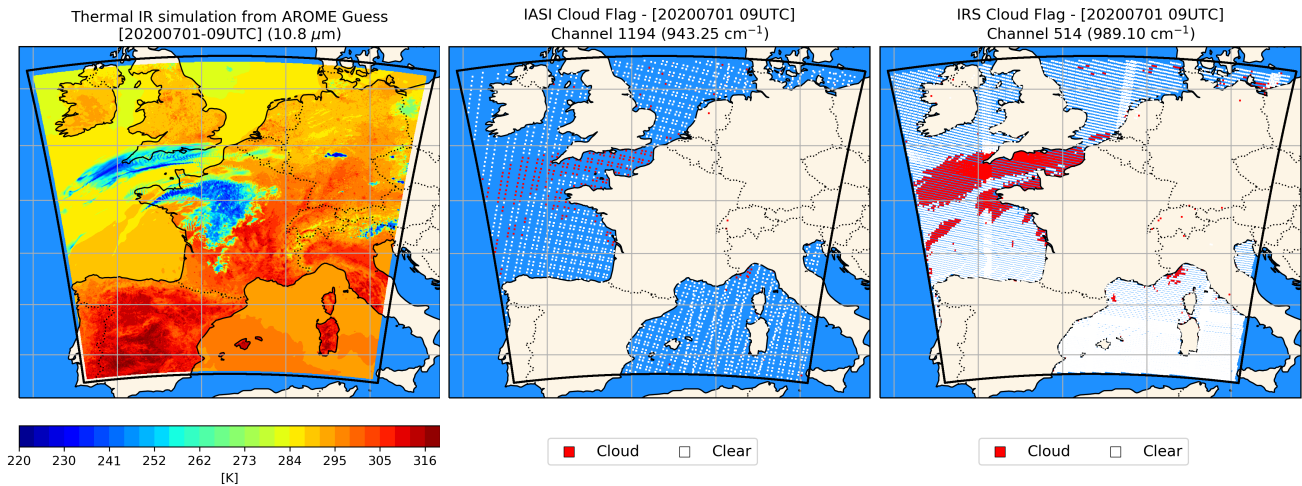 Thermal IR simulation from AROME Guess
[20200701-09UTC] (10.8 μm)
IASI Cloud Flag - [20200701 09UTC]
Channel 1194 (943.25 cm⁻¹)
IRS Cloud Flag - [20200701 09UTC]
Channel 514 (989.10 cm⁻¹)
220 230 241 252 262 273 284 295 305 316
[K]
Cloud Clear
Cloud Clear